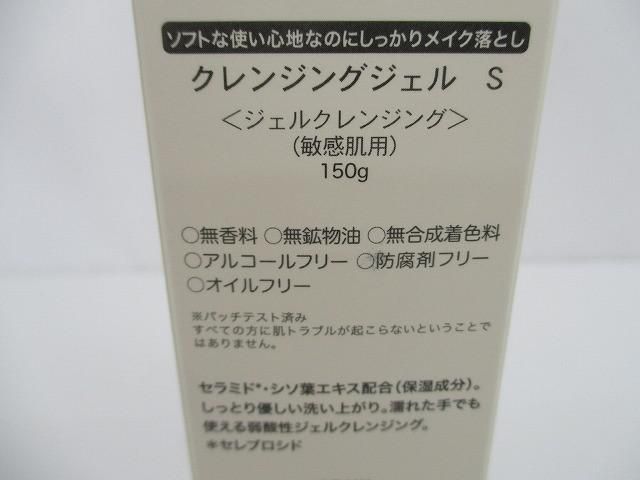 ソフトな使い心地なのにしっかりメイク落とし
クレンジングジェル S
＜ジェルクレンジング＞
（敏感肌用）
150g
○無香料 ○無鉱物油 ○無合成着色料
○アルコールフリー ○防腐剤フリー
○オイルフリー
※パッチテスト済み
すべての方に肌トラブルが起こらないということで
はありません。
セラミド*・シソ葉エキス配合（保湿成分）。
しっとり優しい洗い上がり。濡れた手でも
使える弱酸性ジェルクレンジング。
*セレブロシド